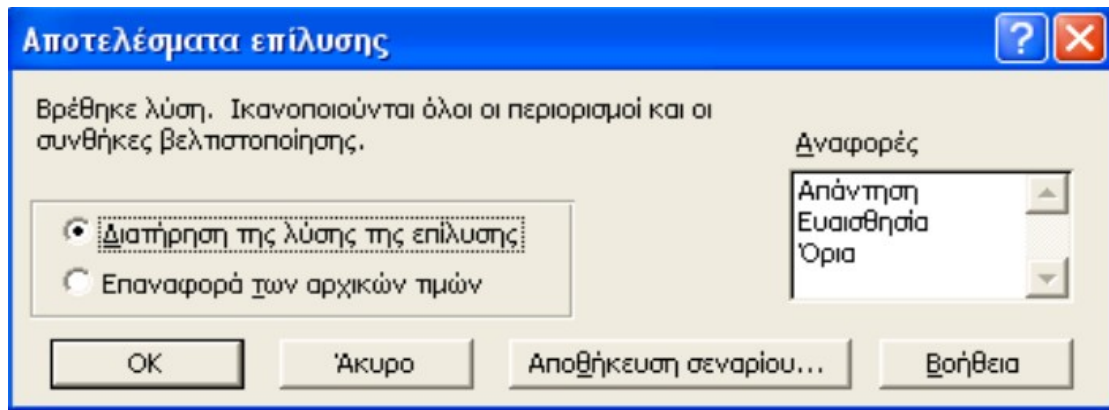 Αποτελέσματα επίλυσης
Βρέθηκε λύση. Ικανοποιούνται όλοι οι περιορισμοί και οι
συνθήκες βελτιστοποίησης.
Αναφορές
Απάντηση
Ευαισθησία
Όρια
Διατήρηση της λύσης της επίλυσης
Επαναφορά των αρχικών τιμών
OK
Άκυρο
Αποθήκευση σεναρίου...
Βοήθεια